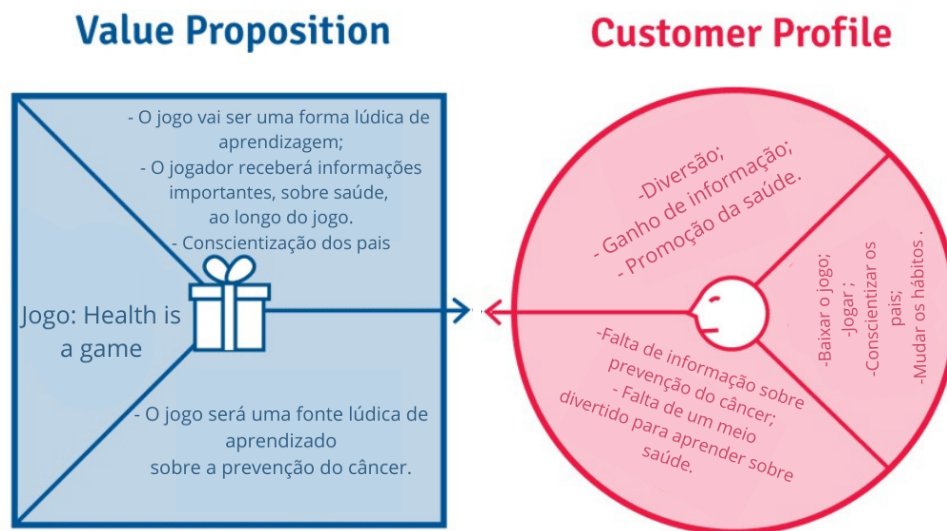 Value Proposition
- O jogo vai ser uma forma lúdica de
aprendizagem;
- O jogador receberá informações
importantes, sobre saúde,
ao longo do jogo.
- Conscientização dos pais
Jogo: Health is
a game
- O jogo será uma fonte lúdica de
aprendizado
sobre a prevenção do câncer.
Customer Profile
-Diversão;
- Ganho de informação;
- Promoção da saúde.
-Baixar o jogo;
-Jogar ;
-Conscientizar os
pais;
-Mudar os hábitos .
-Falta de informação sobre
prevenção do câncer;
- Falta de um meio
divertido para aprender sobre
saúde.